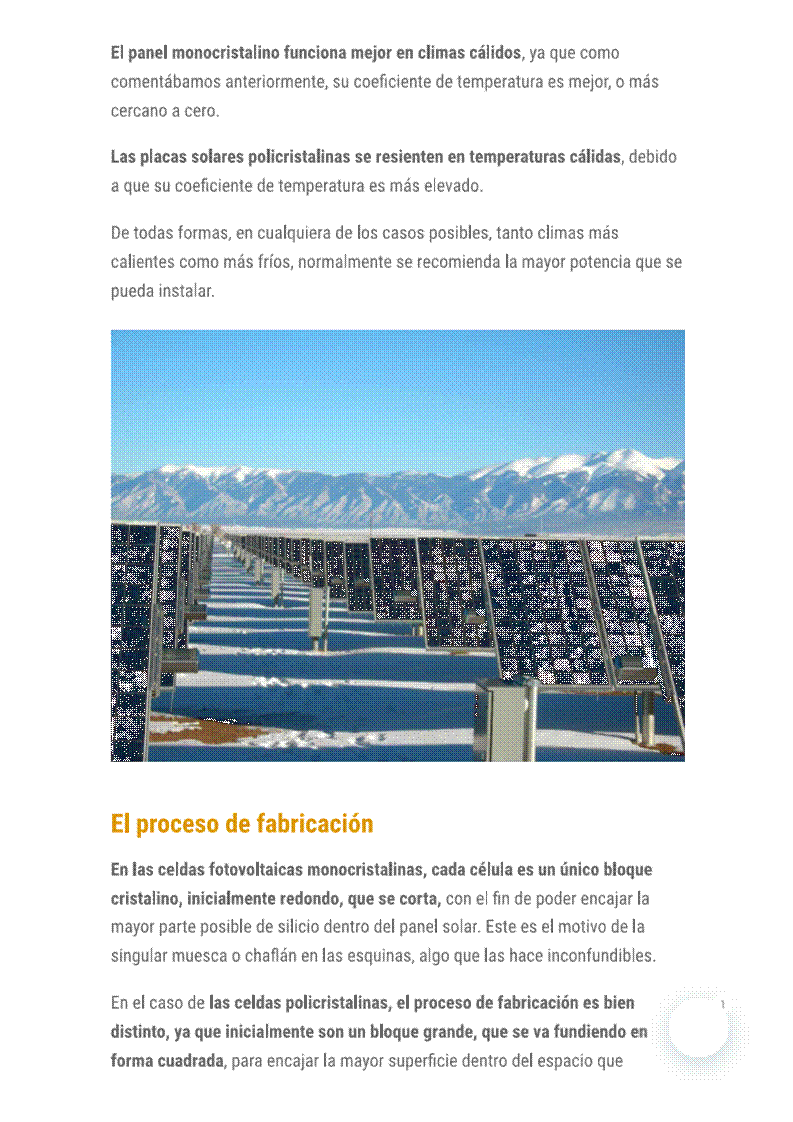 El panel monocristalino funciona mejor en climas cálidos, ya que como
comentábamos anteriormente, su coeficiente de temperatura es mejor, o más
cercano a cero.
Las placas solares policristalinas se resienten en temperaturas cálidas, debido
a que su coeficiente de temperatura es más elevado.
De todas formas, en cualquiera de los casos posibles, tanto climas más
calientes como más fríos, normalmente se recomienda la mayor potencia que se
pueda instalar.
El proceso de fabricación
En las celdas fotovoltaicas monocristalinas, cada célula es un único bloque
cristalino, inicialmente redondo, que se corta, con el fin de poder encajar la
mayor parte posible de silicio dentro del panel solar. Este es el motivo de la
singular muesca o chaflán en las esquinas, algo que las hace inconfundibles.
En el caso de las celdas policristalinas, el proceso de fabricación es bien
distinto, ya que inicialmente son un bloque grande, que se va fundiendo en
forma cuadrada, para encajar la mayor superficie dentro del espacio que